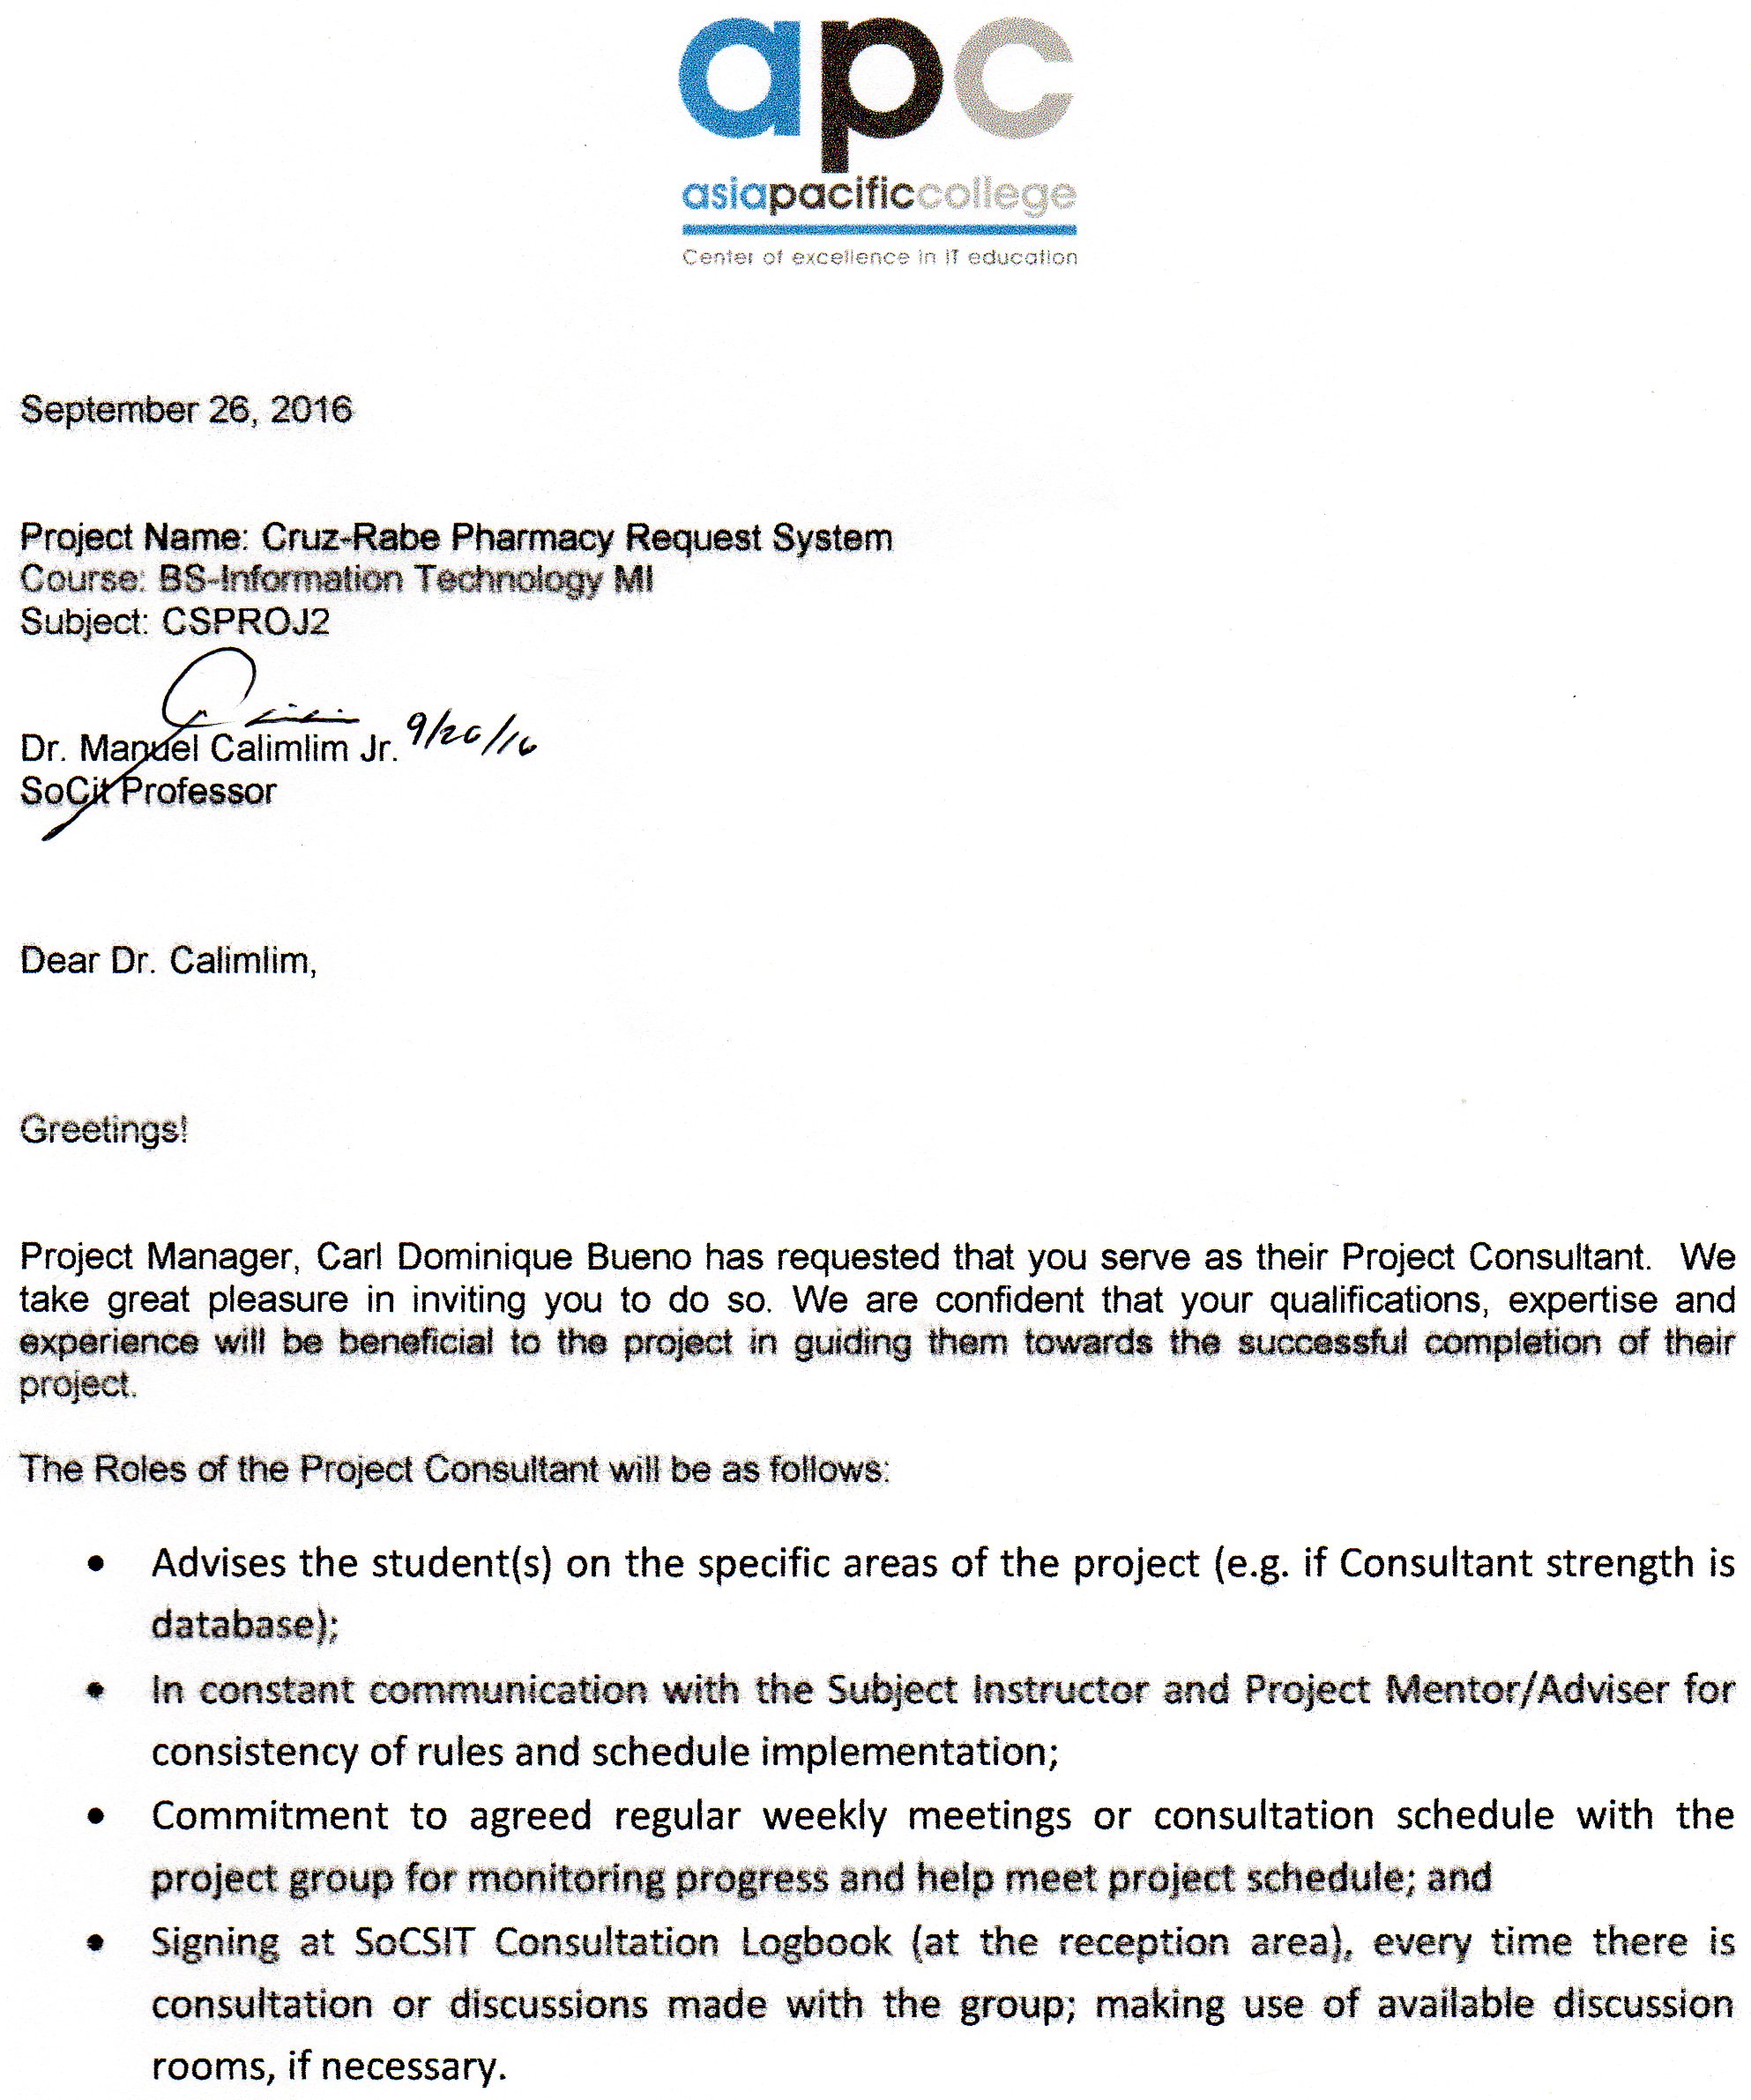 apc
asiapacificcollege
Center of excellence in IT education
September 26, 2016
Project Name: Cruz-Rabe Pharmacy Request System
Course: BS-Information Technology MI
Subject: CSPROJ2
9/26/16
Dr. Manuel Calimlim Jr.
SoCit Professor
Dear Dr. Calimlim,
Greetings!
Project Manager, Carl Dominique Bueno has requested that you serve as their Project Consultant. We
take great pleasure in inviting you to do so. We are confident that your qualifications, expertise and
experience will be beneficial to the project in guiding them towards the successful completion of their
project.
The Roles of the Project Consultant will be as follows:
• Advises the student(s) on the specific areas of the project (e.g. if Consultant strength is
database);
• In constant communication with the Subject Instructor and Project Mentor/Adviser for
consistency of rules and schedule implementation;
• Commitment to agreed regular weekly meetings or consultation schedule with the
project group for monitoring progress and help meet project schedule; and
• Signing at SoCSIT Consultation Logbook (at the reception area), every time there is
consultation or discussions made with the group; making use of available discussion
rooms, if necessary.